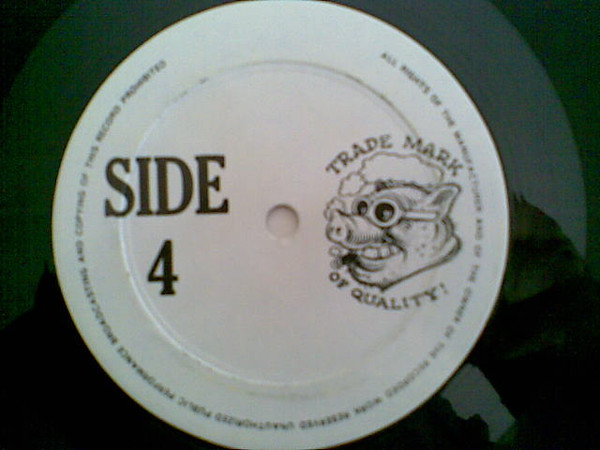 SIDE
4
TRADE MARK
OF QUALITY!
ALL RIGHTS OF THE MANUFACTURER AND OF THE OWNER OF THE RECORDED WORK RESERVED UNAUTHORIZED PUBLIC PERFORMANCE BROADCASTING AND COPYING OF THIS RECORD PROHIBITED